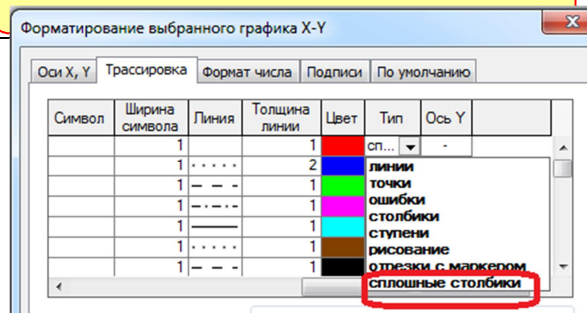 Форматирование выбранного графика X-Y
Оси X, Y Трассировка Формат числа Подписи По умолчанию
Символ Ширина символа Линия Толщина линии Цвет Тип Ось Y
1 1 сп... -
1 2
1 1
1 1
1 1
1 1
1 1
линии
точки
ошибки
столбики
ступени
рисование
отрезки с маркером
сплошные столбики